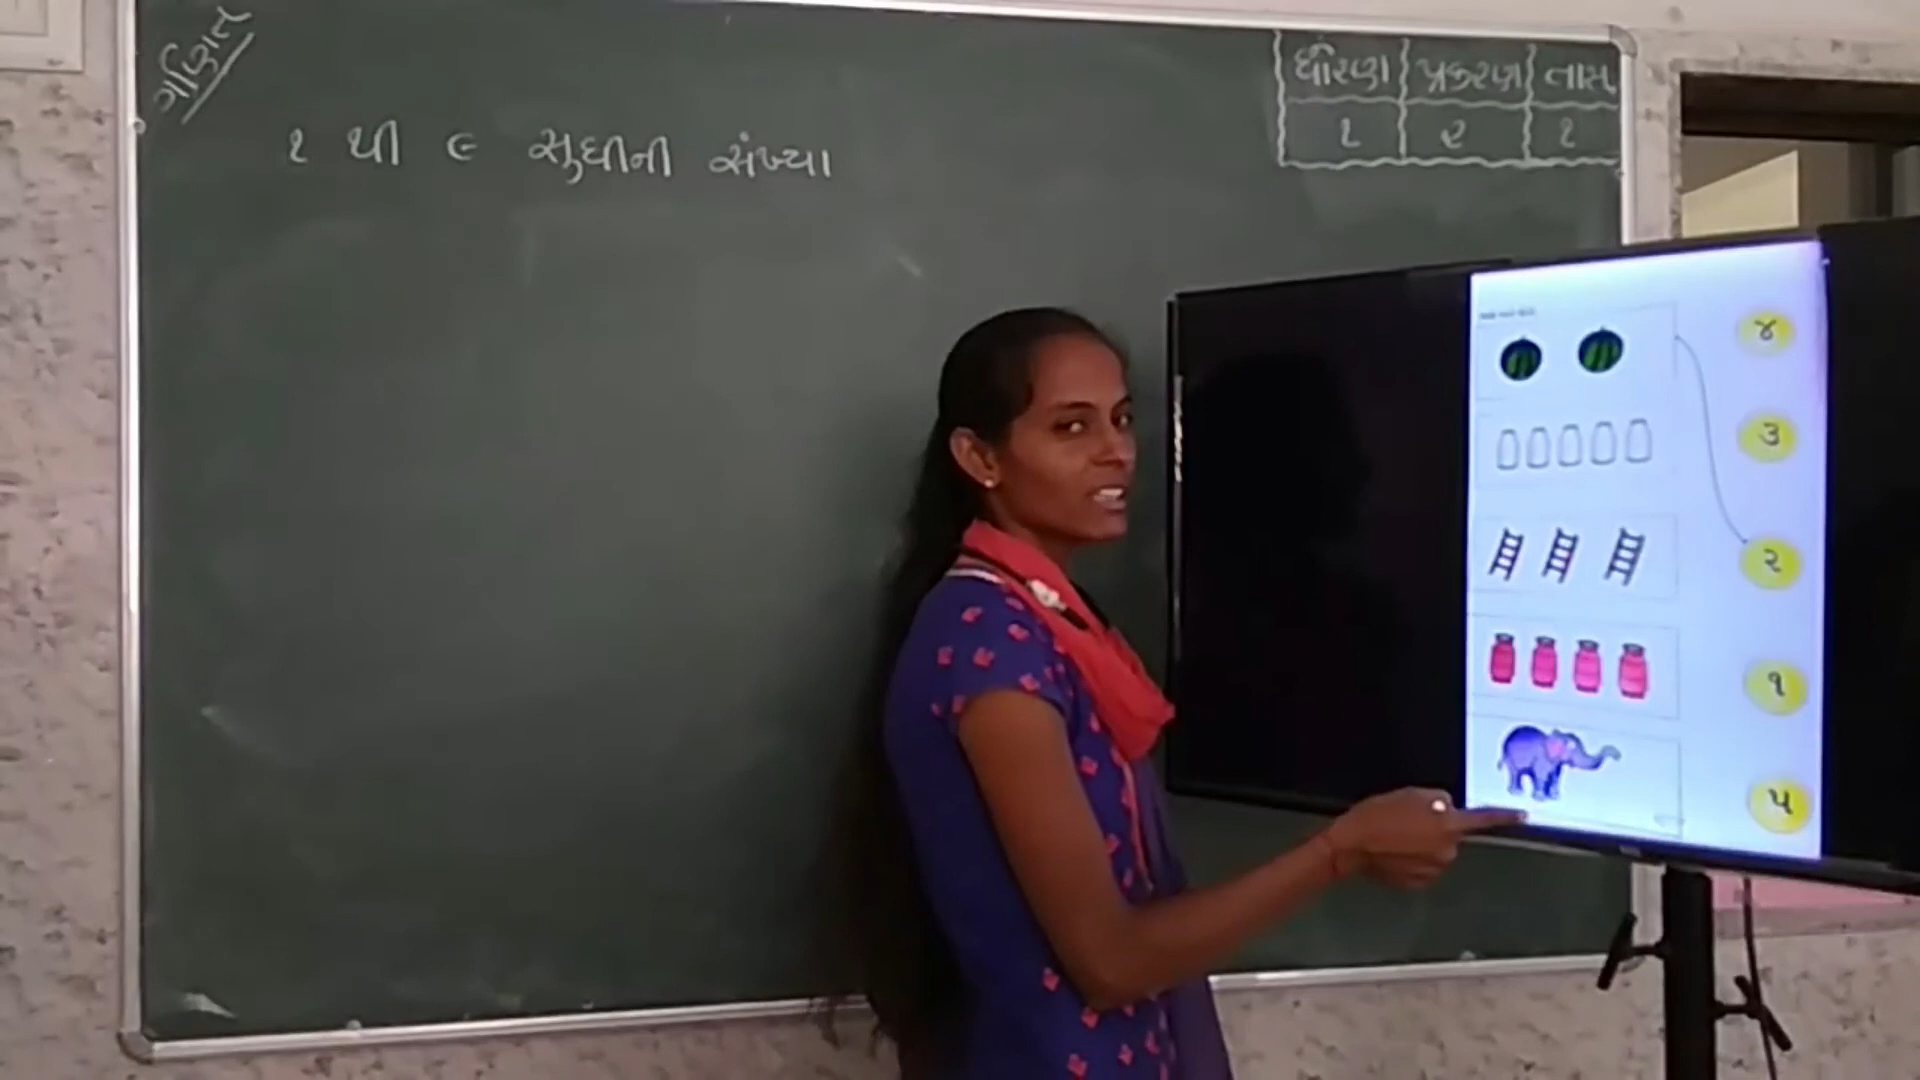 ગણિત
૧ થી ૯ સુધીની સંખ્યા
ધોરણ પ્રકરણ તાસ
૧ ૨ ૧
૪
૩
૨
૧
૫